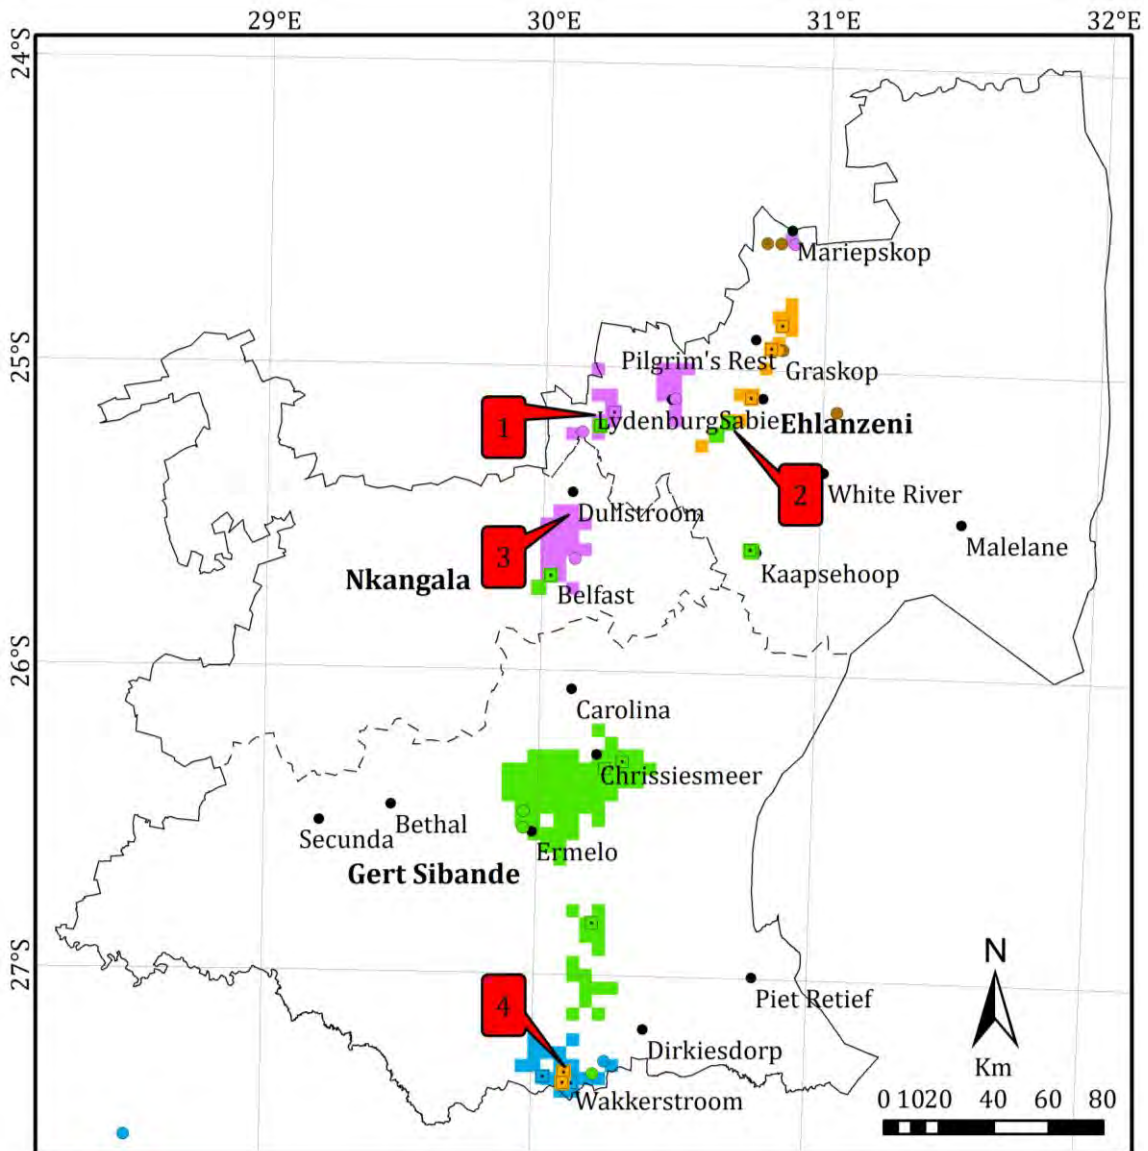 29°E 30°E 31°E 32°E
24°S
Mariepskop
25°S
Pilgrim's Rest
Graskop
1
Lydenburg
Sabie
Ehlanzeni
2
White River
Dullstroom
Malelane
3
Nkangala
Kaapsehoop
Belfast
26°S
Carolina
Chrissiesmeer
Bethal
Secunda
Ermelo
Gert Sibande
27°S
N
4
Piet Retief
Dirkiesdorp
Km
Wakkerstroom
0 10 20 40 60 80